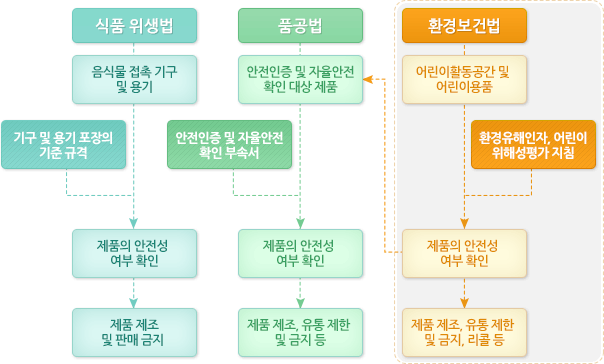 식품 위생법
품공법
환경보건법
음식물 접촉 기구
및 용기
안전인증 및 자율안전
확인 대상 제품
어린이활동공간 및
어린이용품
기구 및 용기 포장의
기준 규격
안전인증 및 자율안전
확인 부속서
환경유해인자, 어린이
위해성평가 지침
제품의 안전성
여부 확인
제품의 안전성
여부 확인
제품의 안전성
여부 확인
제품 제조
및 판매 금지
제품 제조, 유통 제한
및 금지 등
제품 제조, 유통 제한
및 금지, 리콜 등